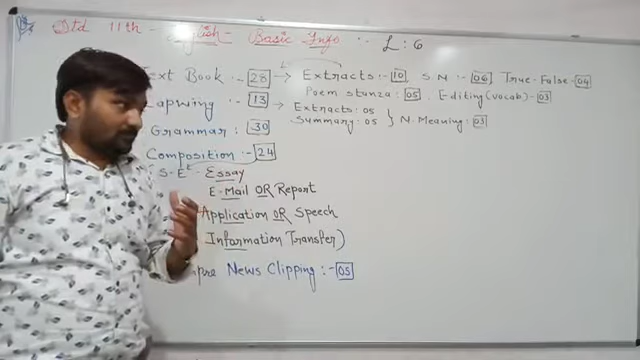 Std 11th - English - Basic Info :- L:6
Text Book :- 28 → Extracts :- 10 S N :- 06 True-False - 04
Poem stanza : 05 . Editing (vocab) - 03
:- 13 → Extracts : 05
Summary : 05 } N. Meaning : 03
Grammar : 30
Composition :- 24
S-E Essay
E-Mail OR Report
Application OR Speech
Information Transfer)
News Clipping :- 05